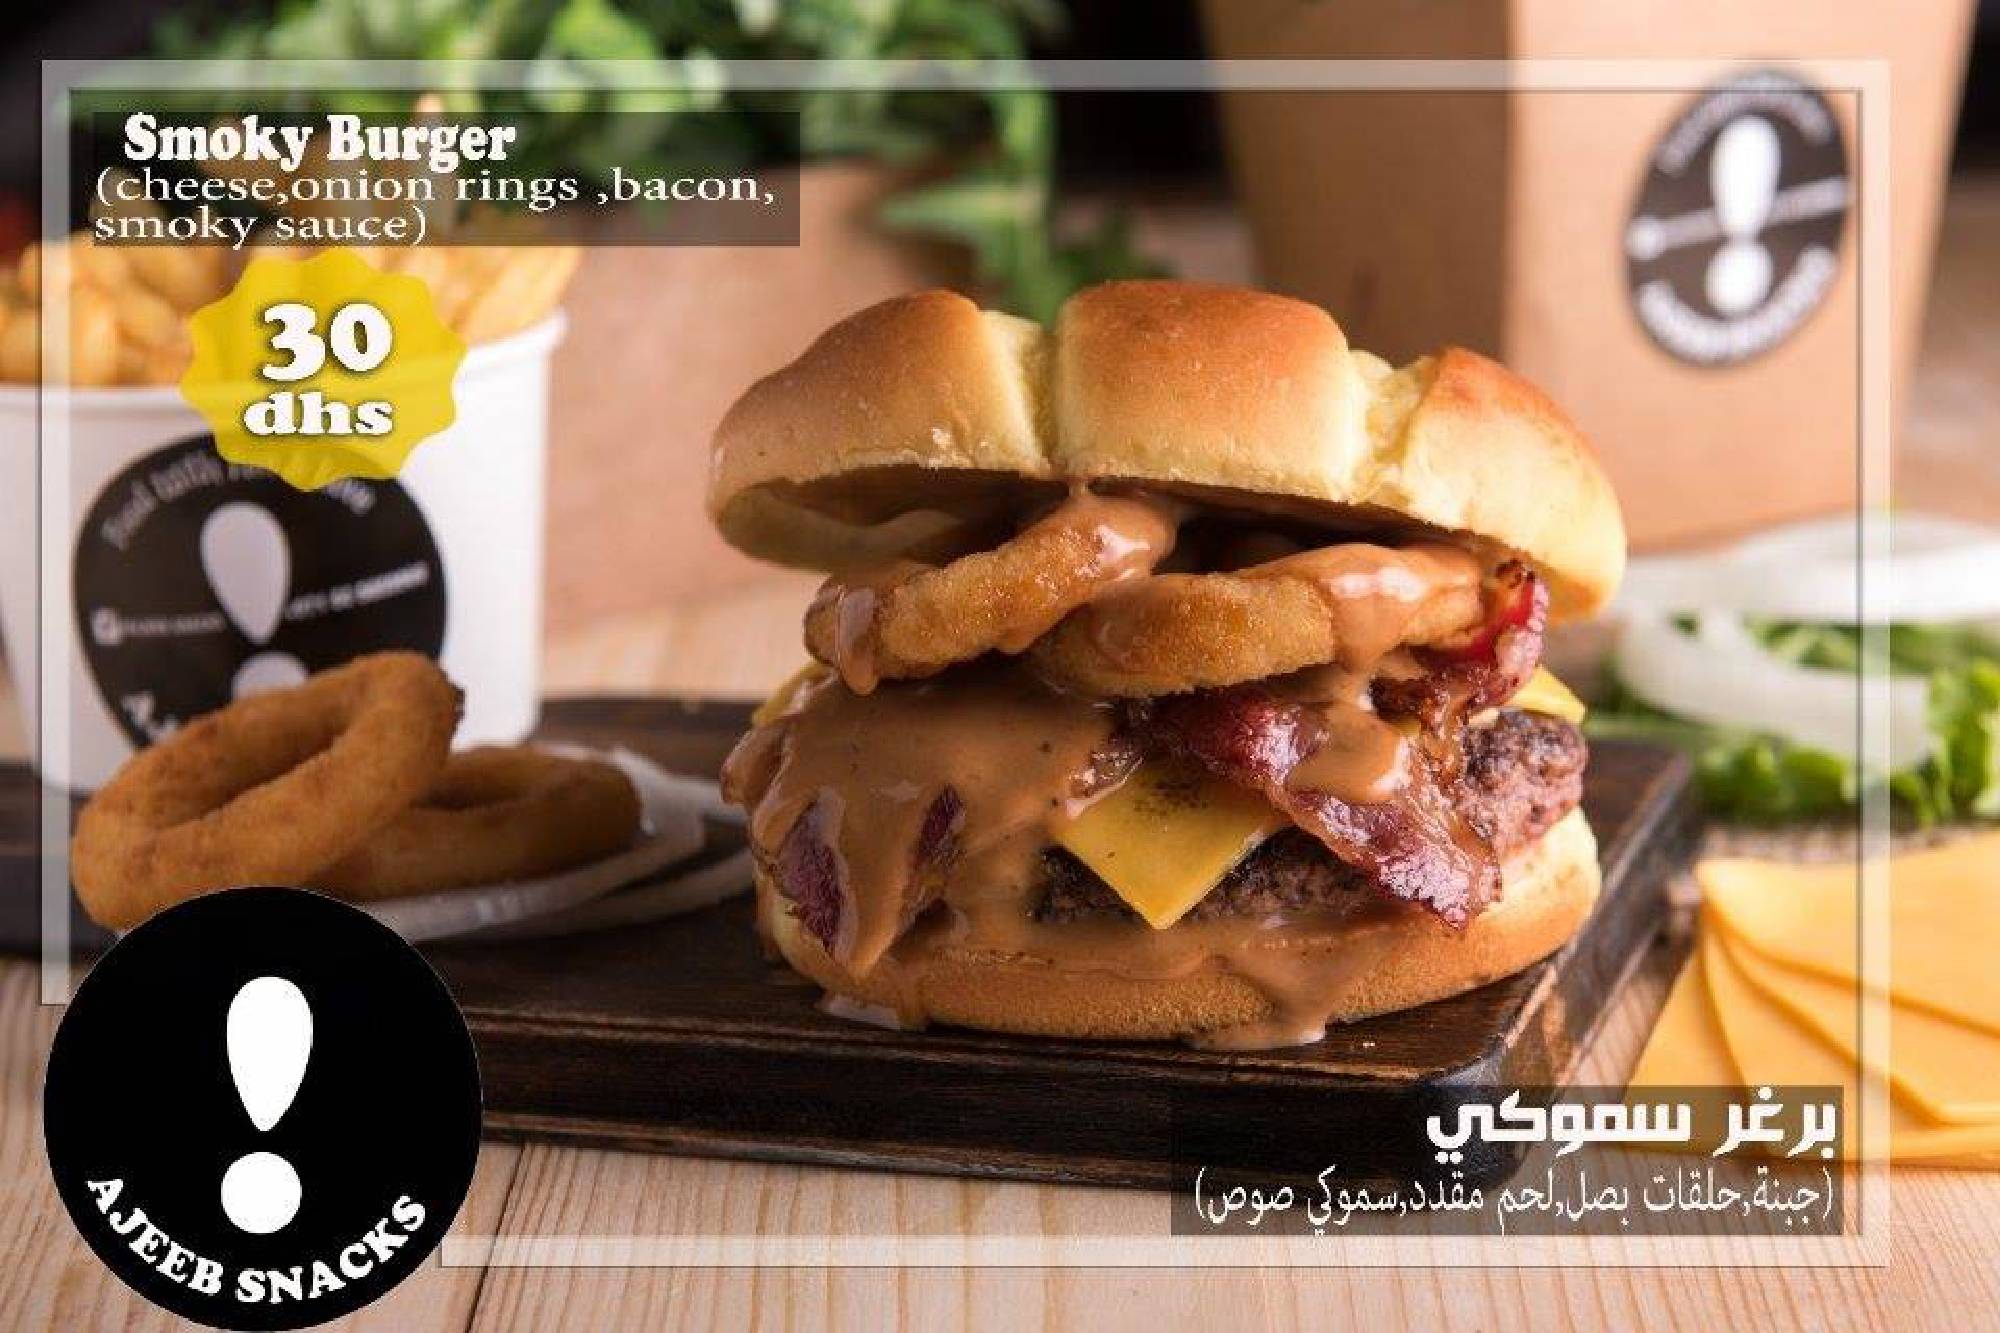 Smoky Burger
(cheese,onion rings ,bacon,
smoky sauce)
30
dhs
برغر سموكي
(جبنة,حلقات بصل,لحم مقدد,سموكي صوص)
AJEEB SNACKS